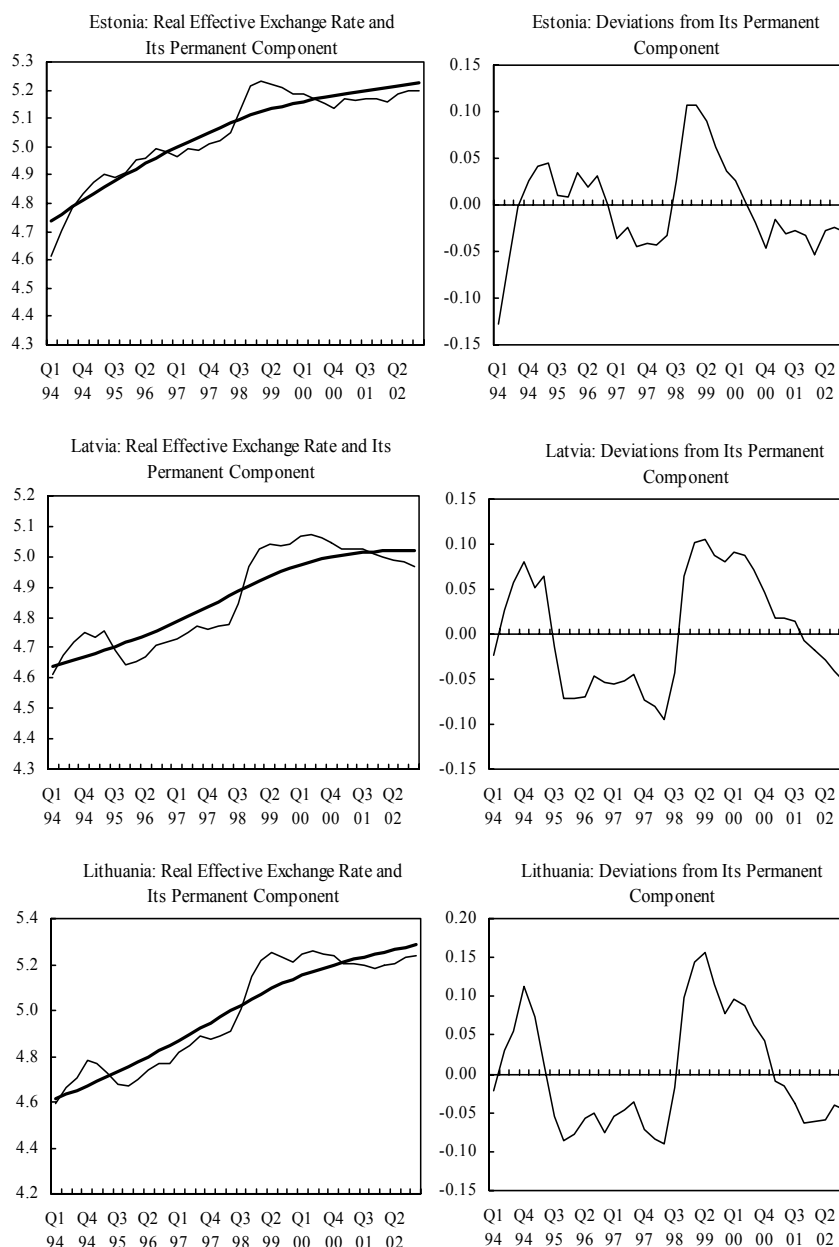 Estonia: Real Effective Exchange Rate and
Its Permanent Component
5.3
5.2
5.1
5.0
4.9
4.8
4.7
4.6
4.5
4.4
4.3
Q1 Q4 Q3 Q2 Q1 Q4 Q3 Q2 Q1 Q4 Q3 Q2
94 94 95 96 97 97 98 99 00 00 01 02
Estonia: Deviations from Its Permanent
Component
0.15
0.10
0.05
0.00
-0.05
-0.10
-0.15
Q1 Q4 Q3 Q2 Q1 Q4 Q3 Q2 Q1 Q4 Q3 Q2
94 94 95 96 97 97 98 99 00 00 01 02
Latvia: Real Effective Exchange Rate and Its
Permanent Component
5.2
5.1
5.0
4.9
4.8
4.7
4.6
4.5
4.4
4.3
Q1 Q4 Q3 Q2 Q1 Q4 Q3 Q2 Q1 Q4 Q3 Q2
94 94 95 96 97 97 98 99 00 00 01 02
Latvia: Deviations from Its Permanent
Component
0.15
0.10
0.05
0.00
-0.05
-0.10
-0.15
Q1 Q4 Q3 Q2 Q1 Q4 Q3 Q2 Q1 Q4 Q3 Q2
94 94 95 96 97 97 98 99 00 00 01 02
Lithuania: Real Effective Exchange Rate and
Its Permanent Component
5.4
5.2
5.0
4.8
4.6
4.4
4.2
Q1 Q4 Q3 Q2 Q1 Q4 Q3 Q2 Q1 Q4 Q3 Q2
94 94 95 96 97 97 98 99 00 00 01 02
Lithuania: Deviations from Its Permanent
Component
0.20
0.15
0.10
0.05
0.00
-0.05
-0.10
-0.15
Q1 Q4 Q3 Q2 Q1 Q4 Q3 Q2 Q1 Q4 Q3 Q2
94 94 95 96 97 97 98 99 00 00 01 02